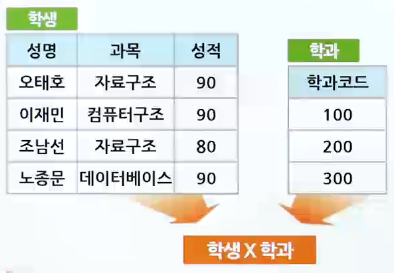 학생
성명 과목 성적
오태호 자료구조 90
이재민 컴퓨터구조 90
조남선 자료구조 80
노종문 데이터베이스 90
학과
학과코드
100
200
300
학생 X 학과